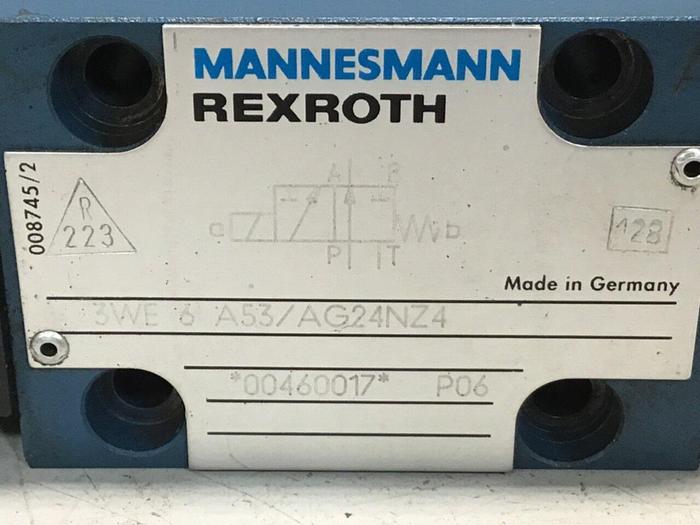 MANNESMANN
REXROTH
008745/2
R
223
A B
a b
P T
128
Made in Germany
3WE 6 A53/AG24NZ4
*00460017* P06